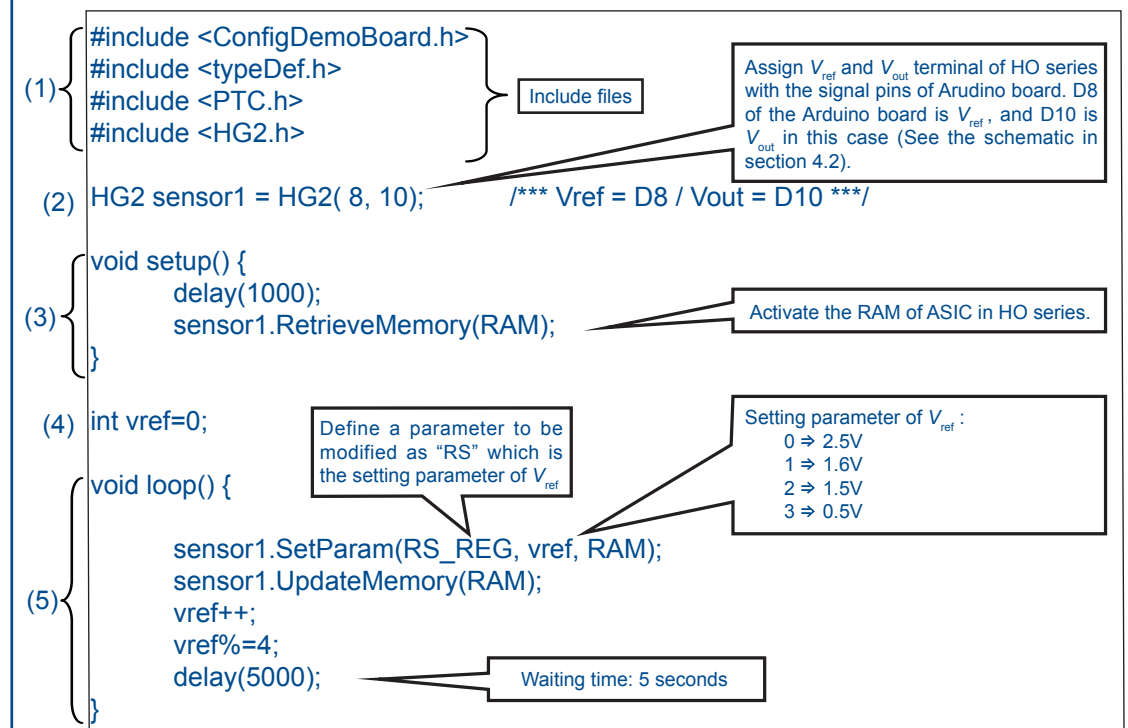 (1)
#include <ConfigDemoBoard.h>
#include <typeDef.h>
#include <PTC.h>
#include <HG2.h>
Include files
Assign Vref and Vout terminal of HO series
with the signal pins of Arudino board. D8
of the Arduino board is Vref , and D10 is
Vout in this case (See the schematic in
section 4.2).
(2) HG2 sensor1 = HG2( 8, 10); /*** Vref = D8 / Vout = D10 ***/
(3)
void setup() {
delay(1000);
sensor1.RetrieveMemory(RAM);
}
Activate the RAM of ASIC in HO series.
(4) int vref=0;
Define a parameter to be
modified as “RS” which is
the setting parameter of Vref
Setting parameter of Vref :
0 ⇒ 2.5V
1 ⇒ 1.6V
2 ⇒ 1.5V
3 ⇒ 0.5V
(5)
void loop() {
sensor1.SetParam(RS_REG, vref, RAM);
sensor1.UpdateMemory(RAM);
vref++;
vref%=4;
delay(5000);
Waiting time: 5 seconds
}